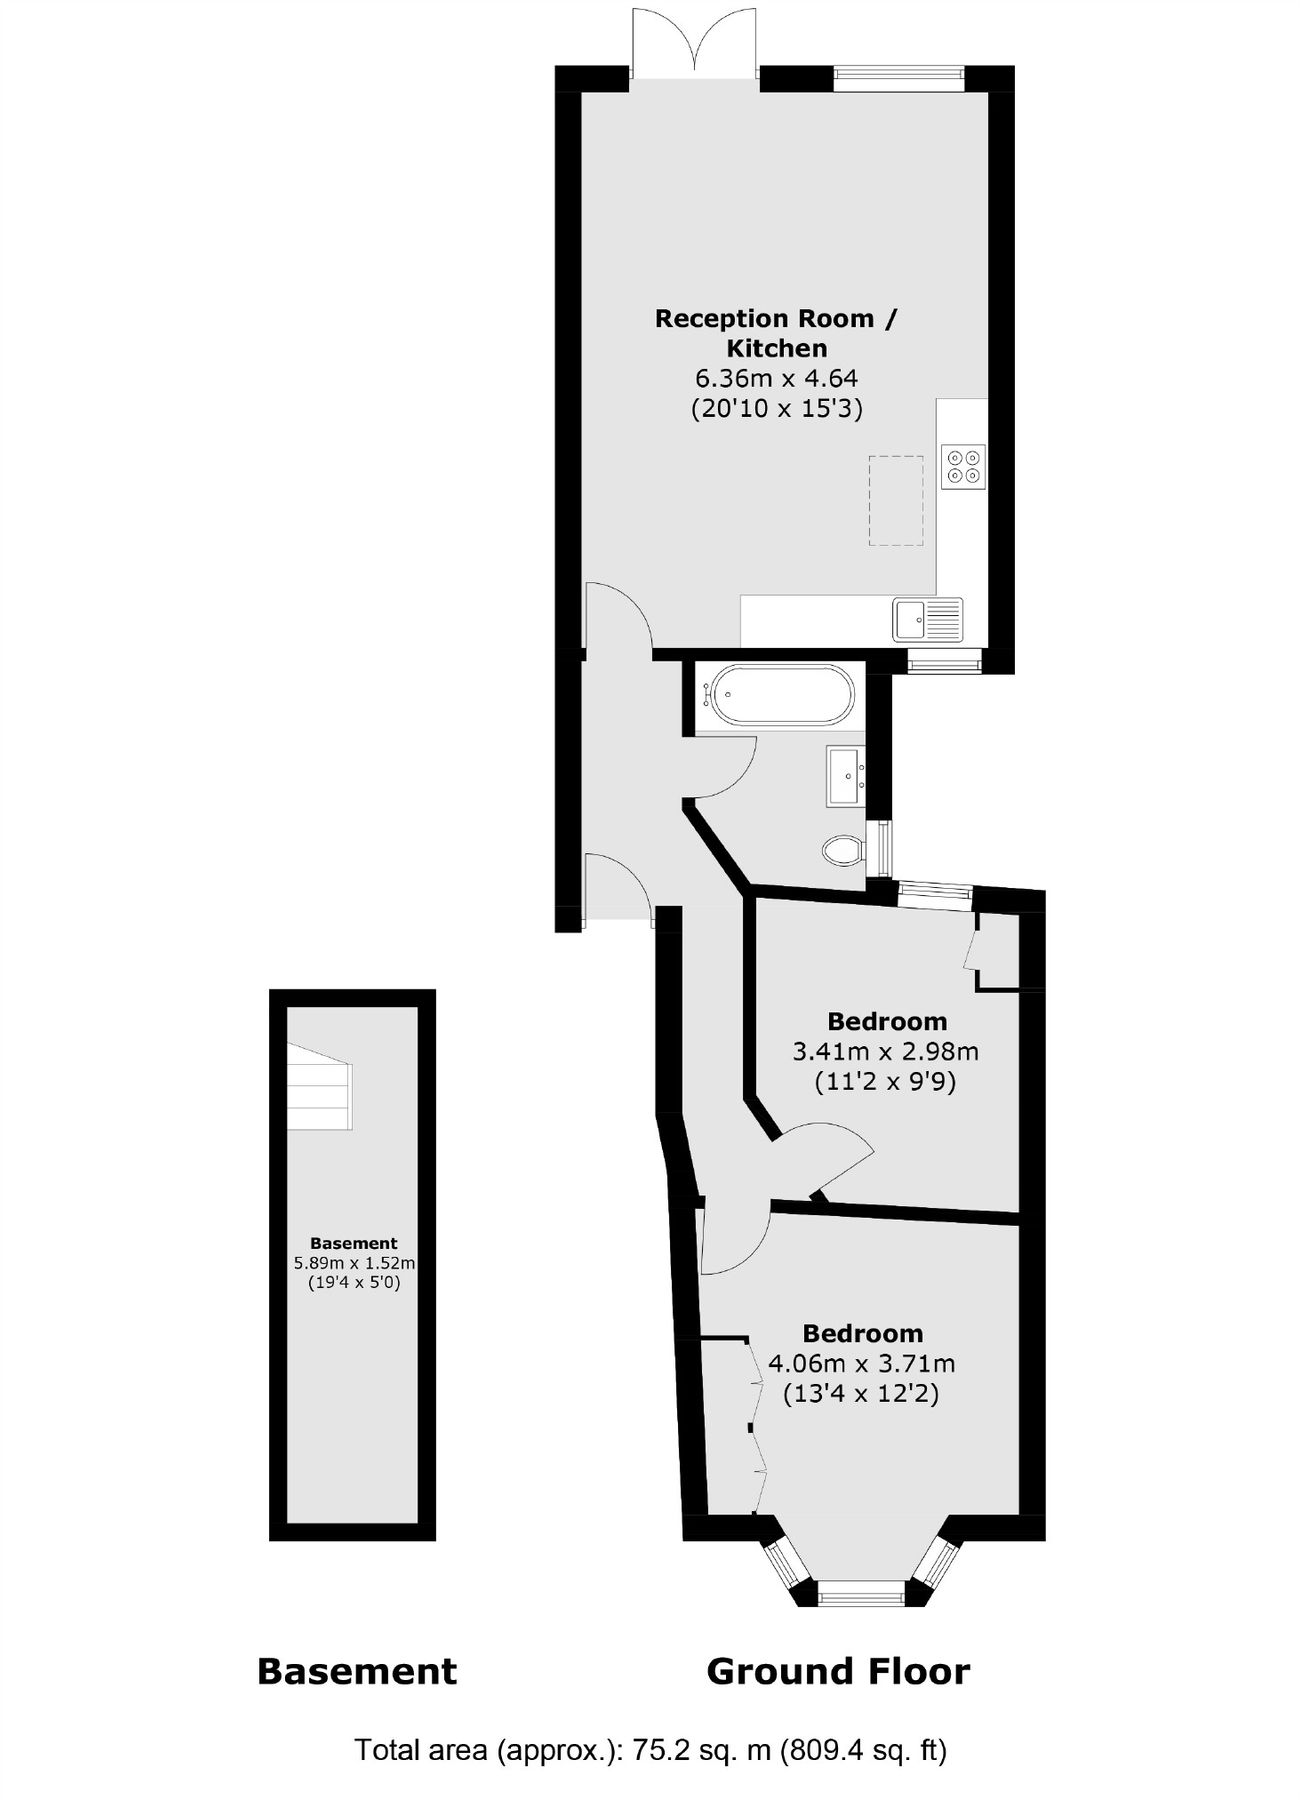 Reception Room /
Kitchen
6.36m x 4.64
(20'10 x 15'3)
Bedroom
3.41m x 2.98m
(11'2 x 9'9)
Basement
5.89m x 1.52m
(19'4 x 5'0)
Bedroom
4.06m x 3.71m
(13'4 x 12'2)
Basement
Ground Floor
Total area (approx.): 75.2 sq. m (809.4 sq. ft)